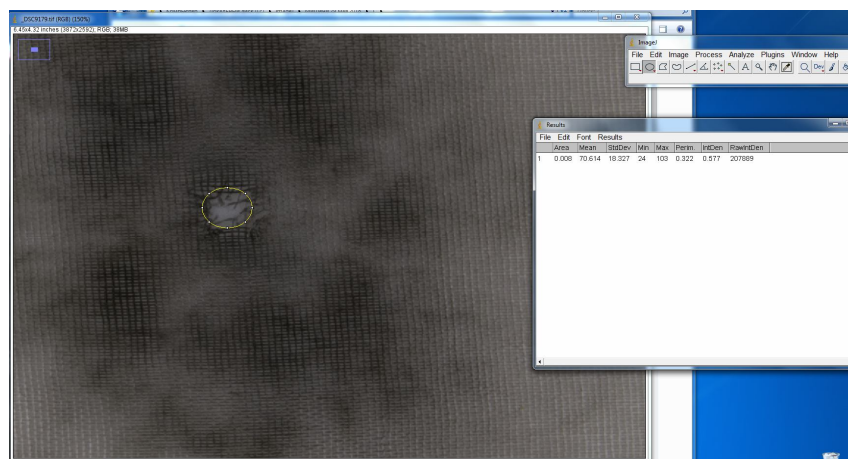 _DSC9179.tif (RGB) (150%)
6.45x4.32 inches (3872x2592); RGB; 38MB
ImageJ
File Edit Image Process Analyze Plugins Window Help
A Dev
Results
File Edit Font Results
Area Mean StdDev Min Max Perim. IntDen RawIntDen
1 0.008 70.614 18.327 24 103 0.322 0.577 207889